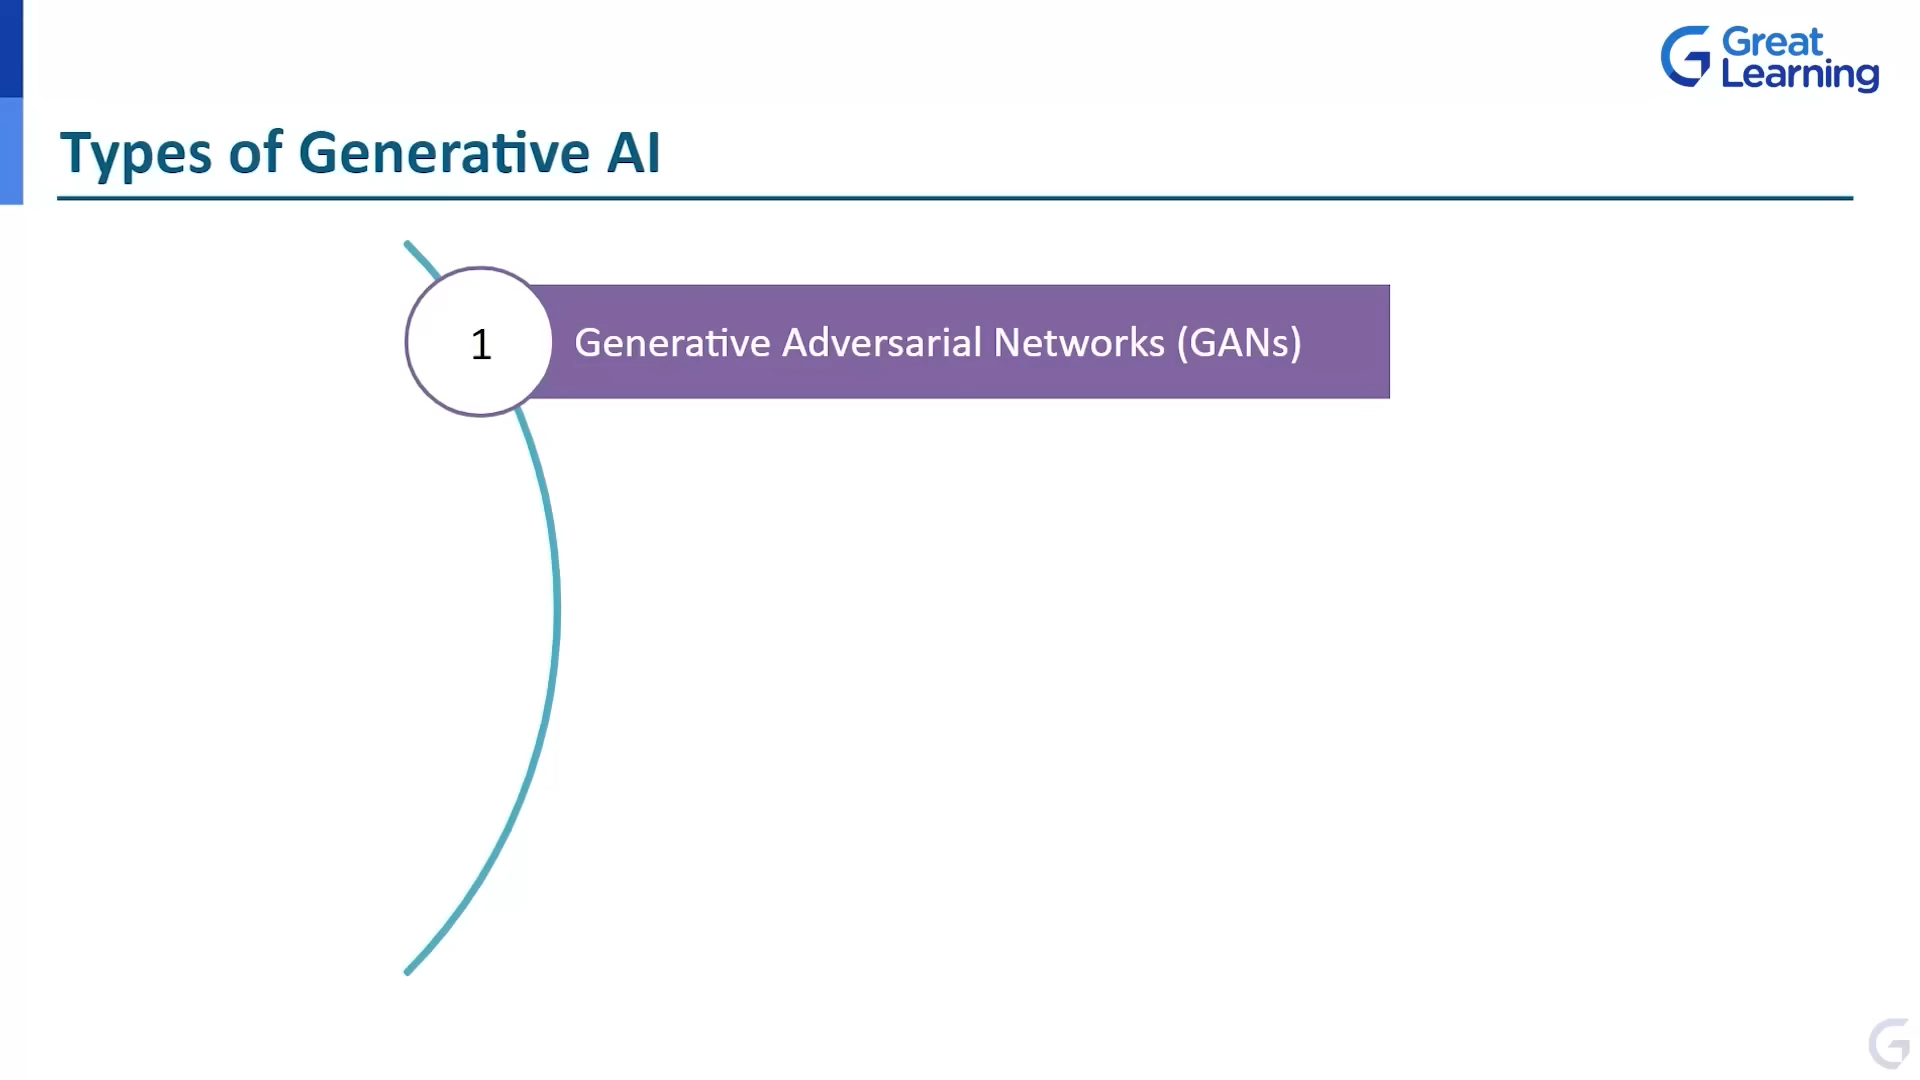 Great
Learning
Types of Generative AI
1
Generative Adversarial Networks (GANs)